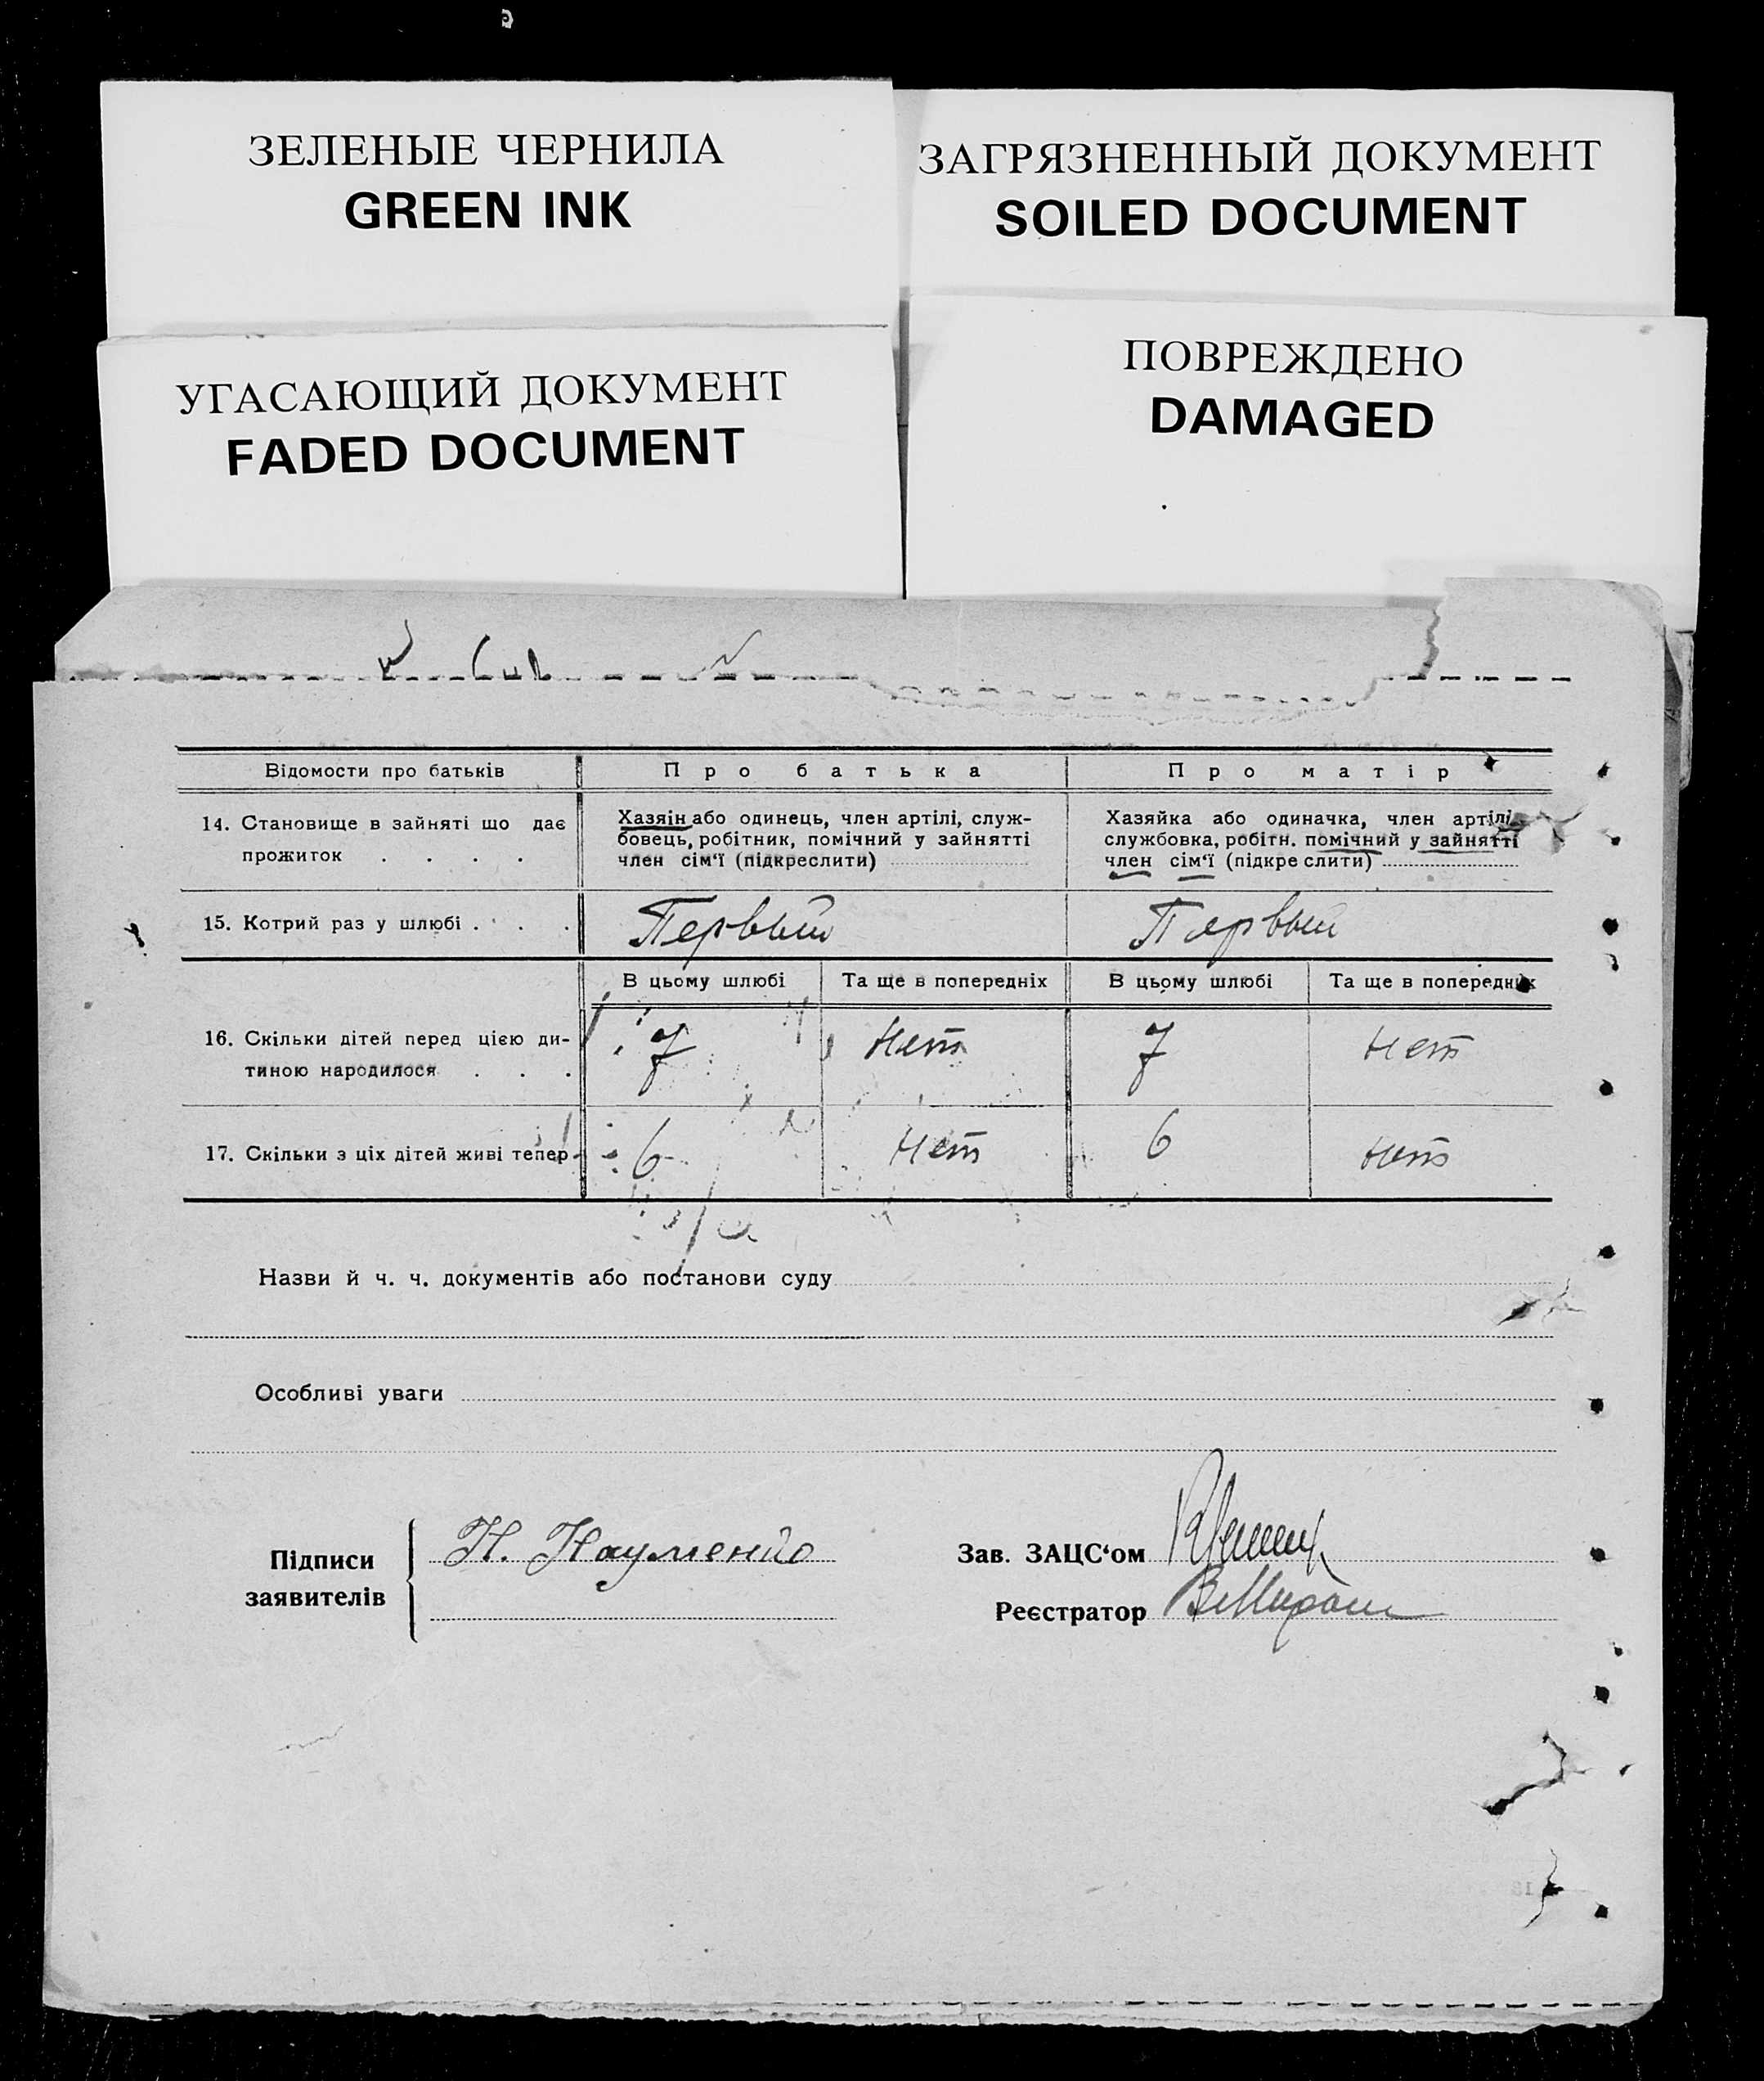 ЗЕЛЕНЫЕ ЧЕРНИЛА
GREEN INK
ЗАГРЯЗНЕННЫЙ ДОКУМЕНТ
SOILED DOCUMENT
УГАСАЮЩИЙ ДОКУМЕНТ
FADED DOCUMENT
ПОВРЕЖДЕНО
DAMAGED
Відомости про батьків Про батька Про матір
14. Становище в зайняті що дає
прожиток . . . .
Хазяін або одинець, член артілі, служ-
бовець, робітник, помічний у зайнятті
член сім'ї (підкреслити)
Хазяйка або одиначка, член артілі,
службовка, робітн. помічний у зайнятті
член сім'ї (підкреслити)
15. Котрий раз у шлюбі . . . Первый Первый
В цьому шлюбі Та ще в попередніх В цьому шлюбі Та ще в попередніх
16. Скільки дітей перед цією ди-
тиною народилося . . . 7 нет 7 нет
17. Скільки з ціх дітей живі тепер 6 нет 6 нет
Назви й ч. ч. документів або постанови суду
Особливі уваги
Підписи
заявителів
Н. Науменко
Зав. ЗАЦС'ом
Реєстратор